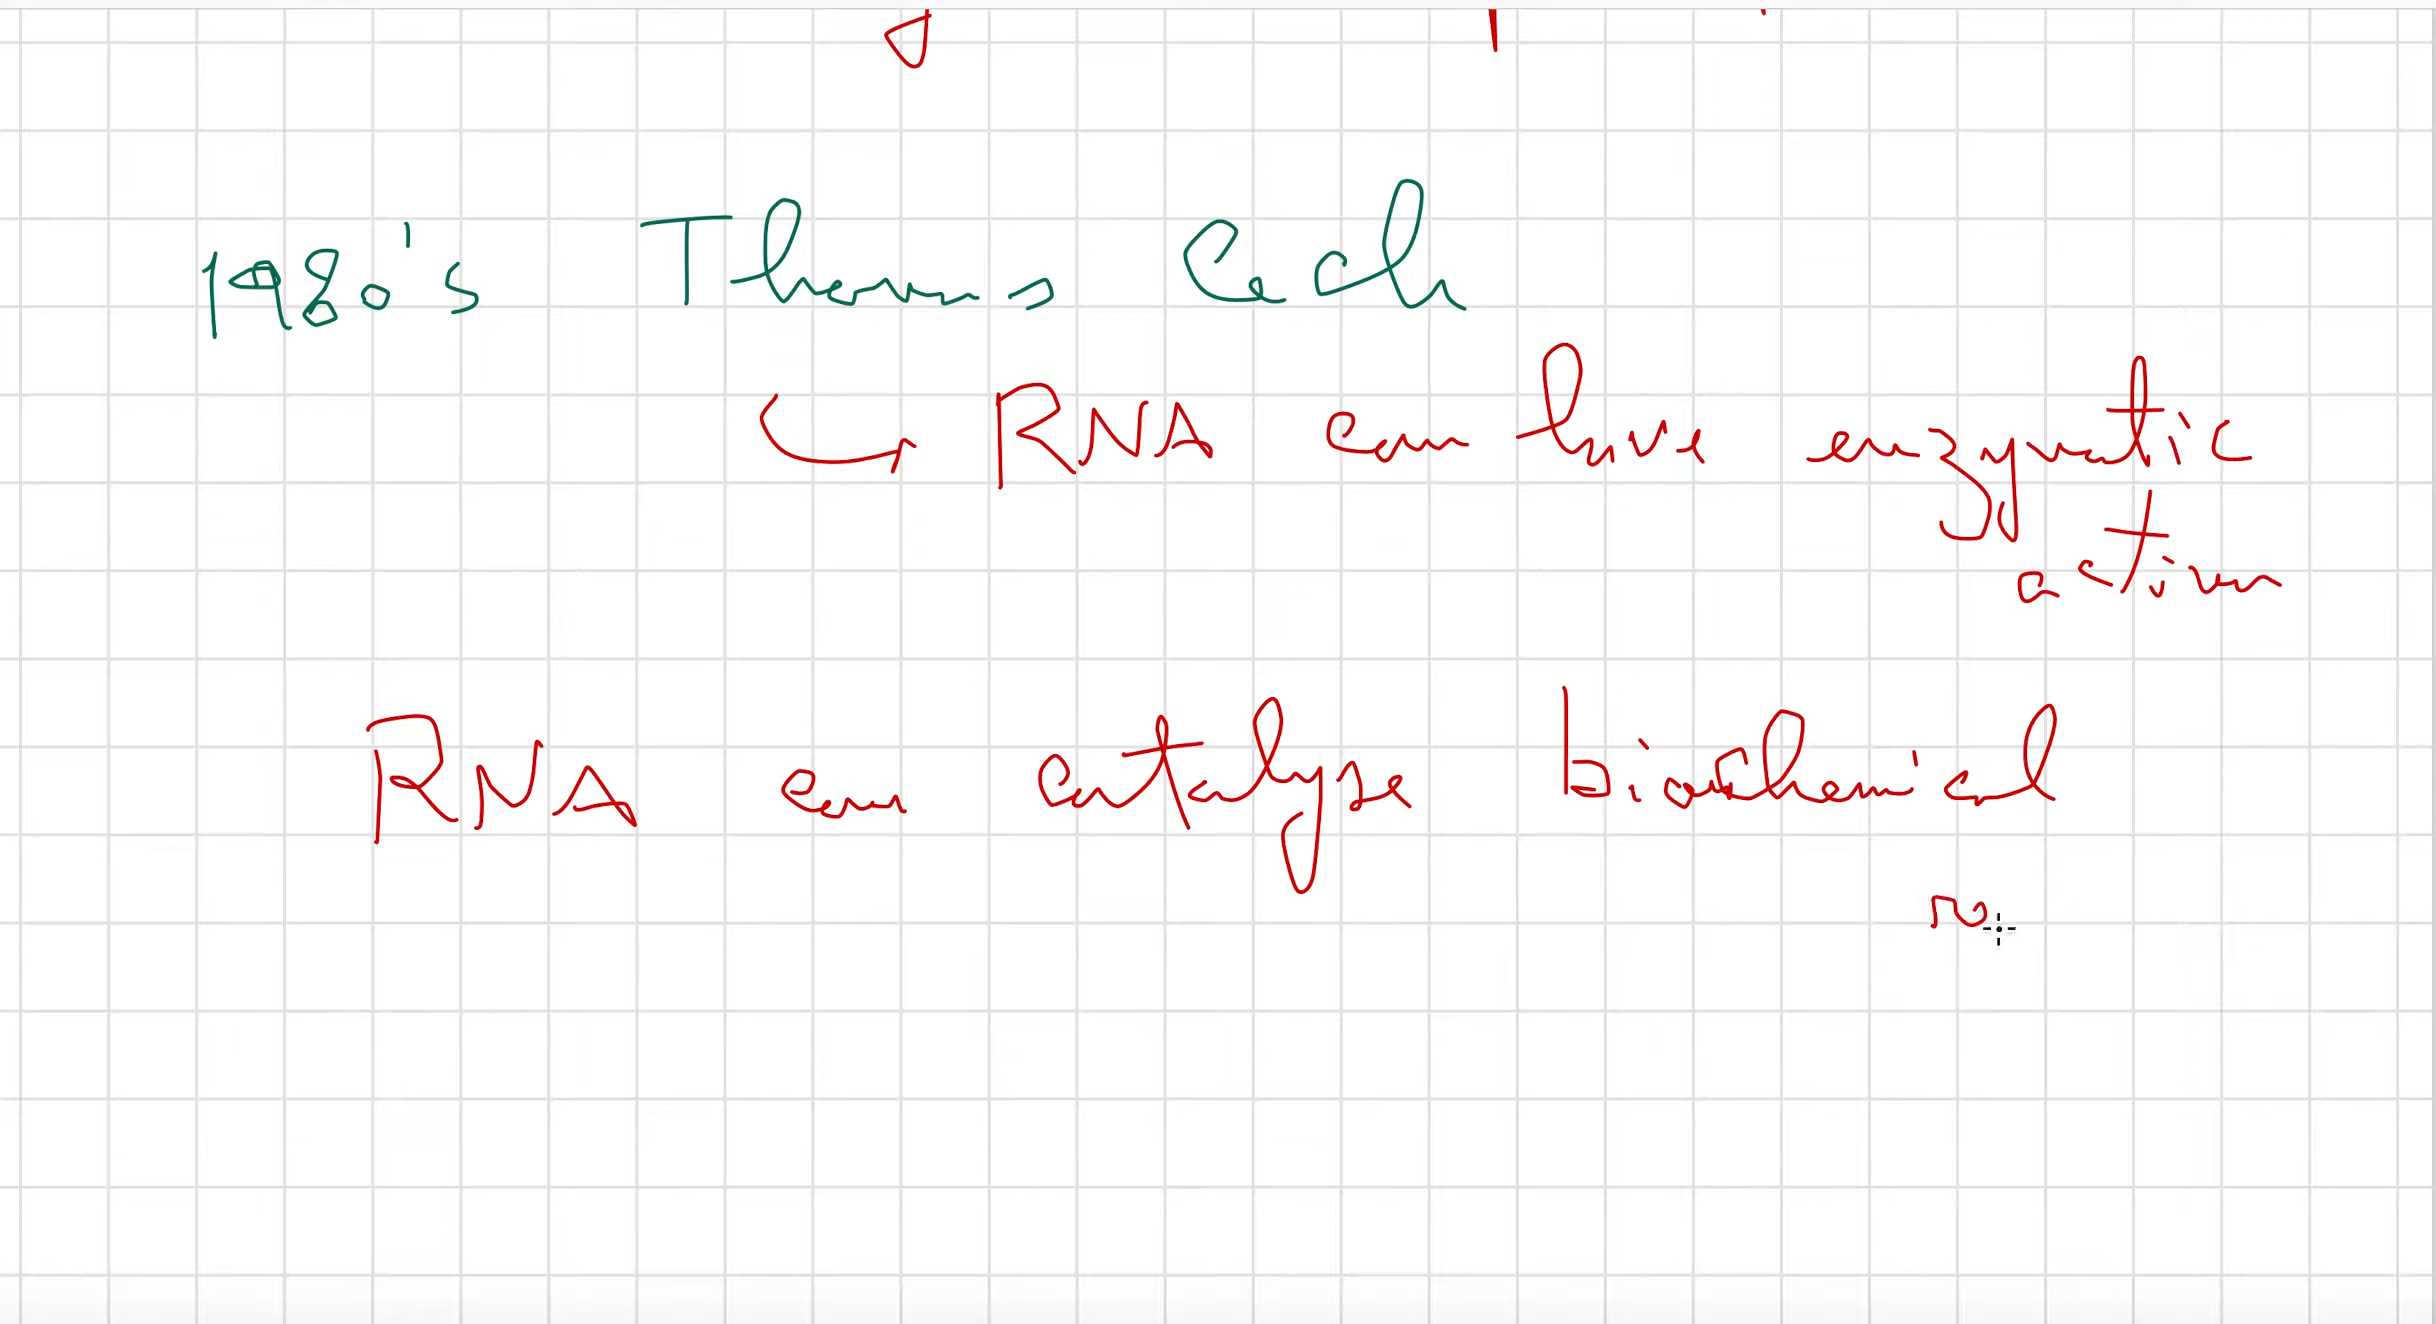 1980's Thomas Cech
RNA can have enzymatic
action
RNA can catalyze biochemical